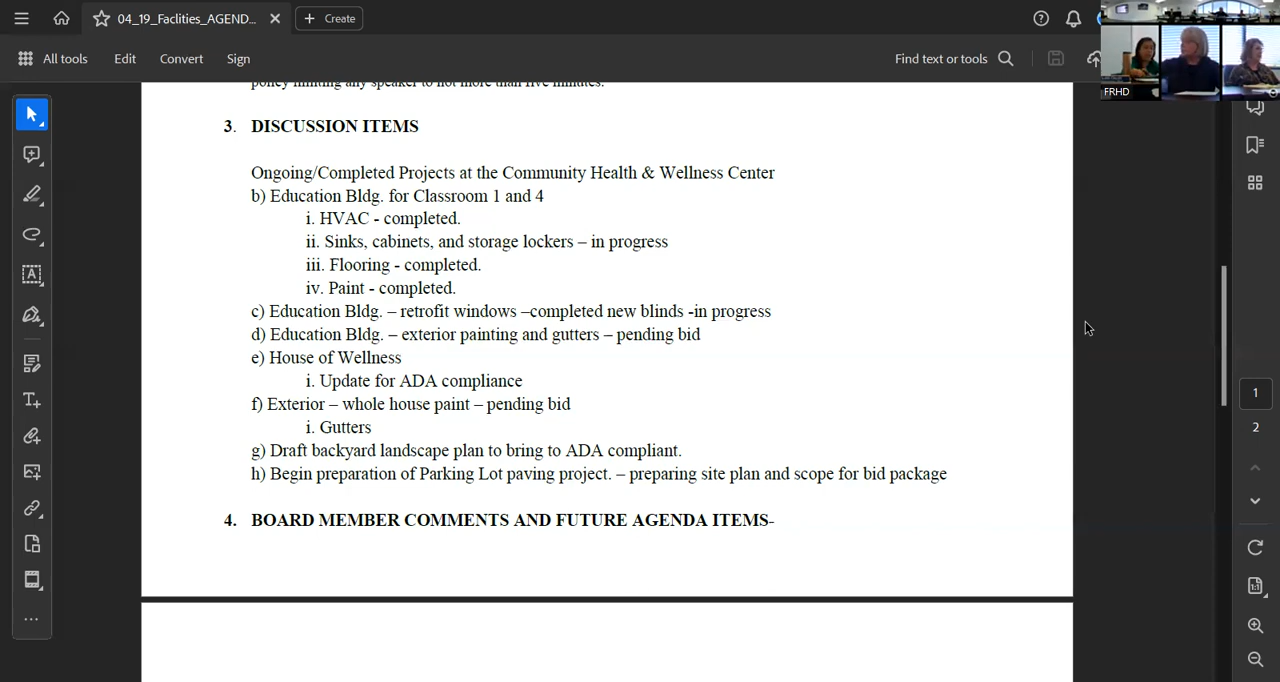 04_19_Faclities_AGEND...
Create
All tools
Edit
Convert
Sign
Find text or tools
FRHD
policy limiting any speaker to not more than five minutes.
3. DISCUSSION ITEMS
Ongoing/Completed Projects at the Community Health & Wellness Center
b) Education Bldg. for Classroom 1 and 4
i. HVAC - completed.
ii. Sinks, cabinets, and storage lockers – in progress
iii. Flooring - completed.
iv. Paint - completed.
c) Education Bldg. – retrofit windows –completed new blinds -in progress
d) Education Bldg. – exterior painting and gutters – pending bid
e) House of Wellness
i. Update for ADA compliance
f) Exterior – whole house paint – pending bid
i. Gutters
g) Draft backyard landscape plan to bring to ADA compliant.
h) Begin preparation of Parking Lot paving project. – preparing site plan and scope for bid package
4. BOARD MEMBER COMMENTS AND FUTURE AGENDA ITEMS-
1
2
1:1